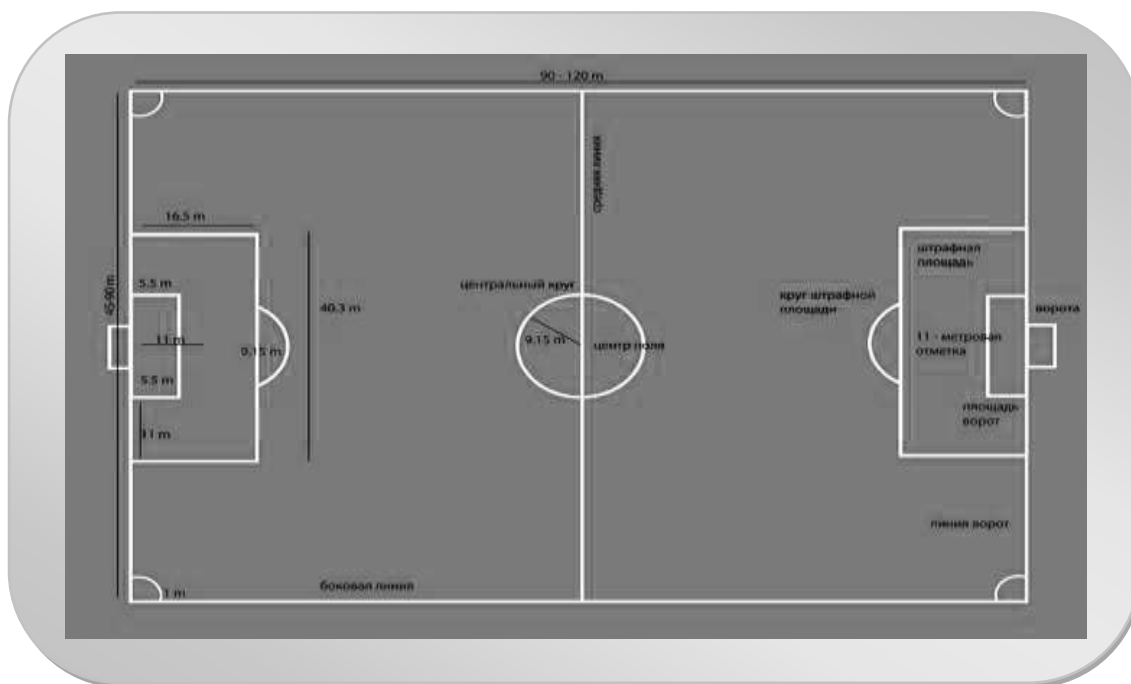 90 - 120 m
средняя линия
16.5 m
штрафная
площадь
45-90 m
5.5 m
центральный круг
круг штрафной
площади
40.3 m
ворота
11 m
9.15 m
9.15 m
центр поля
11 - метровая
отметка
5.5 m
площадь
ворот
11 m
линия ворот
боковая линия
1 m